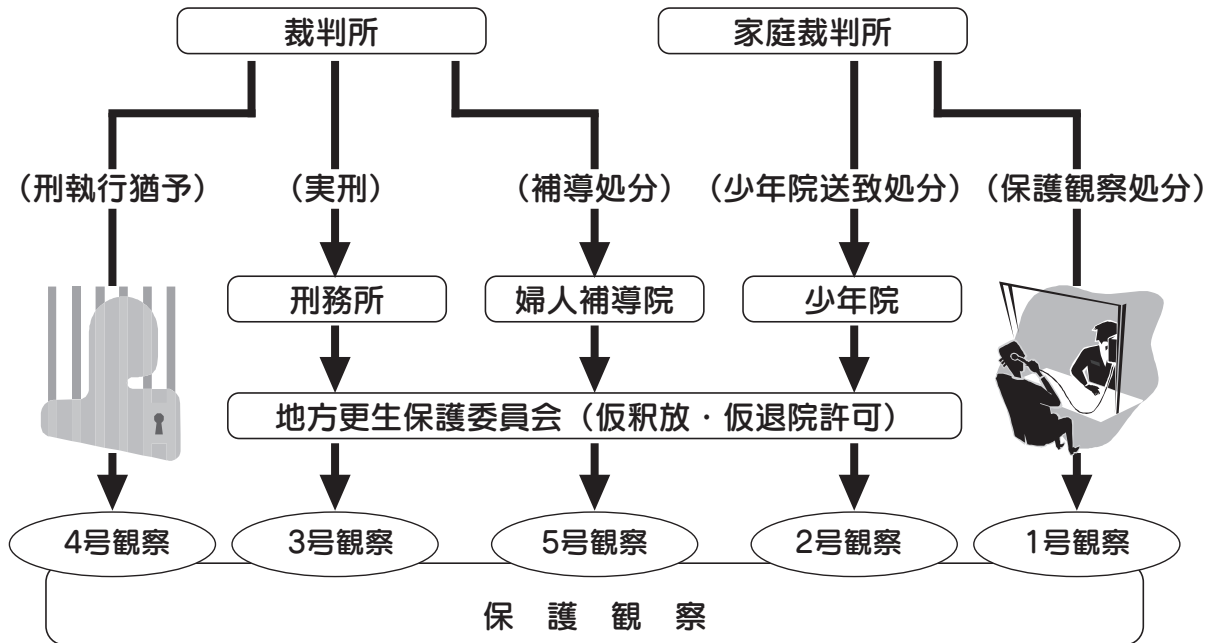 裁判所
家庭裁判所
（刑執行猶予）
（実刑）
（補導処分）
（少年院送致処分）
（保護観察処分）
刑務所
婦人補導院
少年院
地方更生保護委員会（仮釈放・仮退院許可）
4号観察
3号観察
5号観察
2号観察
1号観察
保護観察